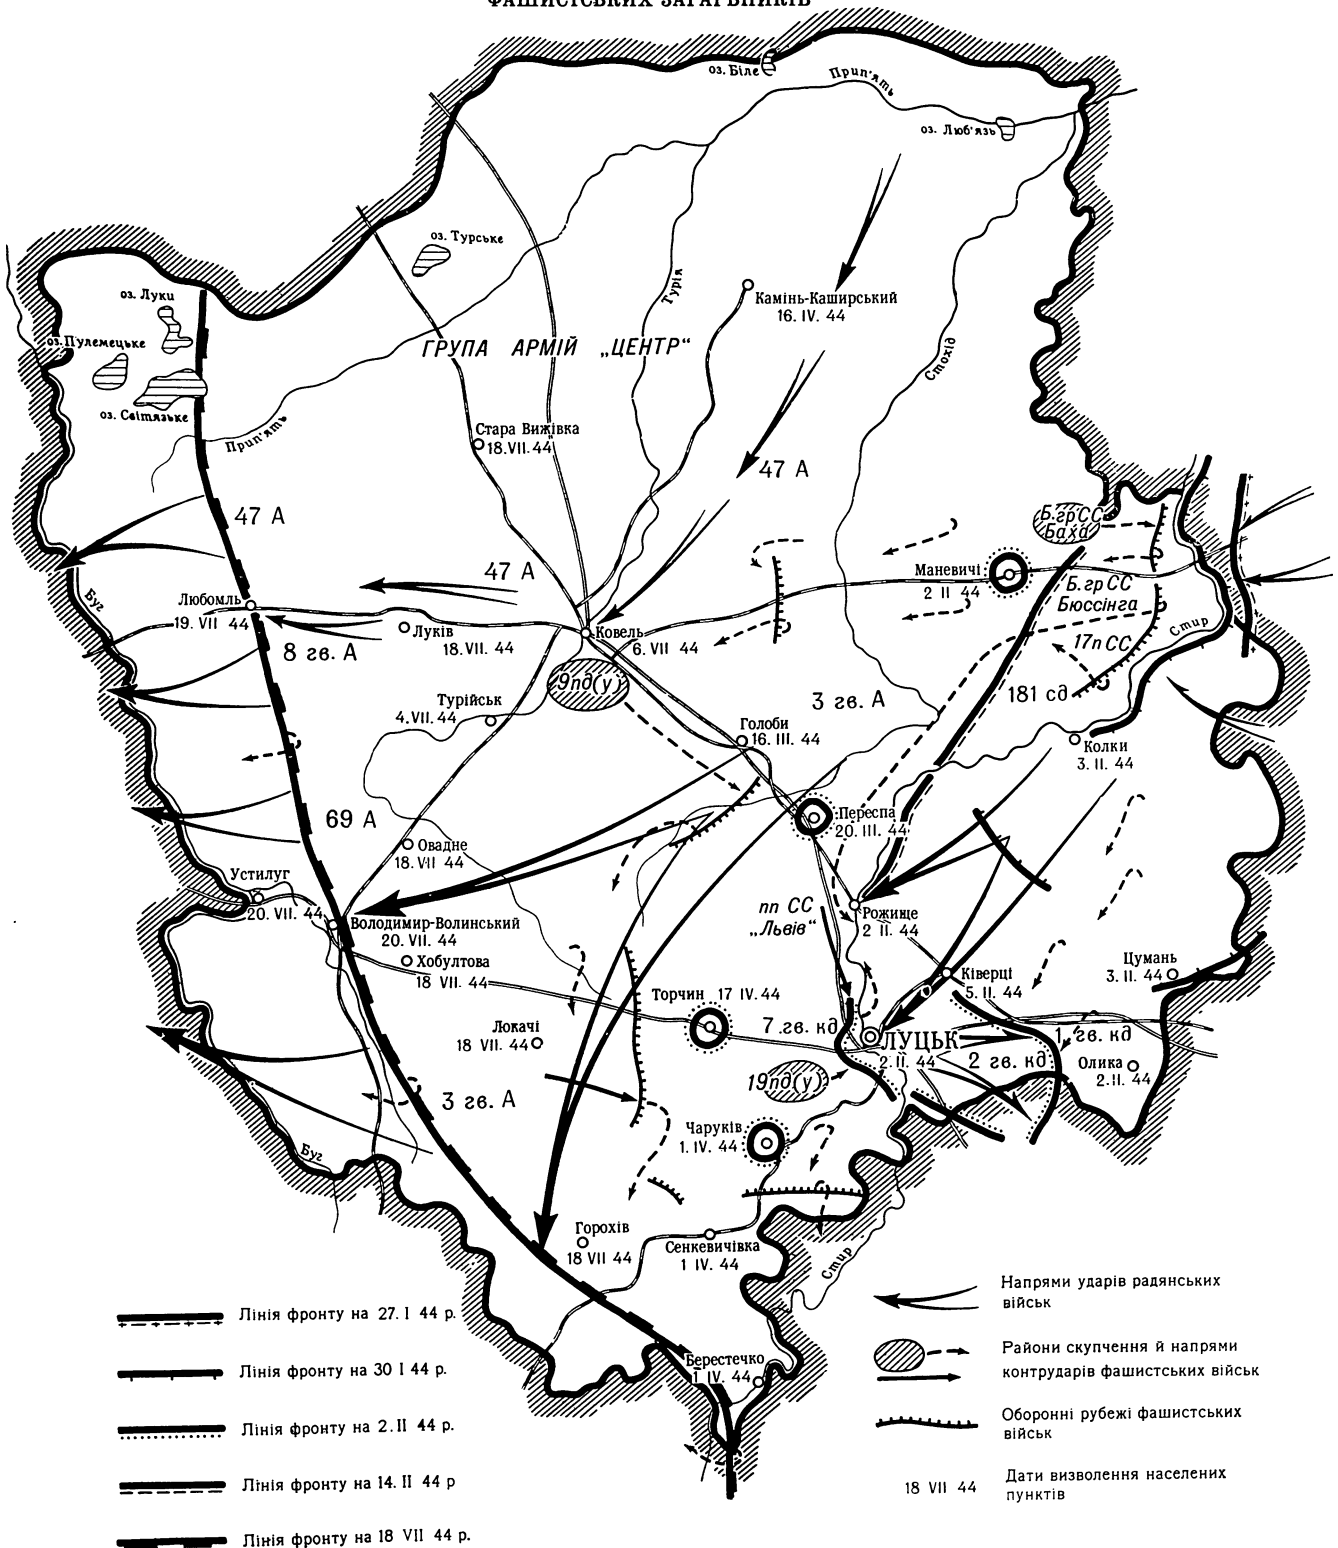 ФАШИСТСЬКИХ ЗАГАРБНИКІВ
оз. Біле
Прип'ять
оз. Люб'язь
оз. Турське
оз. Луки
оз. Пулемецьке
оз. Світязьке
Турія
Камінь-Каширський
16. IV. 44
ГРУПА АРМІЙ „ЦЕНТР“
Стохід
Прип'ять
Стара Вижівка
18. VII. 44
47 А
47 А
Б.гр СС
Баха
47 А
Маневичі
2 II 44
Б. гр СС
Бюссінга
Буг
Любомль
19. VII 44
Луків
18. VII. 44
Ковель
6. VII 44
Стир
17п СС
8 гв. А
9пд(у)
181 сд
3 гв. А
Турійськ
4. VII. 44
Голоби
16. III. 44
Колки
3. II. 44
69 А
Переспа
20. III. 44
Овадне
18. VII 44
Устилуг
20. VII. 44
пп СС
„Львів“
Рожище
2 II. 44
Володимир-Волинський
20. VII. 44
Хобултова
18 VII. 44
Ківерці
5. II. 44
Цумань
3. II. 44
Торчин 17 IV. 44
7 .гв. кд
Локачі
18 VII. 44
ЛУЦЬК
2. II. 44
1 гв. кд
2 гв. кд
Олика
2. II. 44
19пд(у)
3 гв. А
Чаруків
1. IV. 44
Буг
Горохів
18 VII 44
Сенкевичівка
1 IV. 44
Стир
Берестечко
1 IV. 44
Лінія фронту на 27. I 44 р.
Лінія фронту на 30 I 44 р.
Лінія фронту на 2. II 44 р.
Лінія фронту на 14. II 44 р
Лінія фронту на 18 VII 44 р.
Напрями ударів радянських
військ
Райони скупчення й напрями
контрударів фашистських військ
Оборонні рубежі фашистських
військ
18 VII 44
Дати визволення населених
пунктів